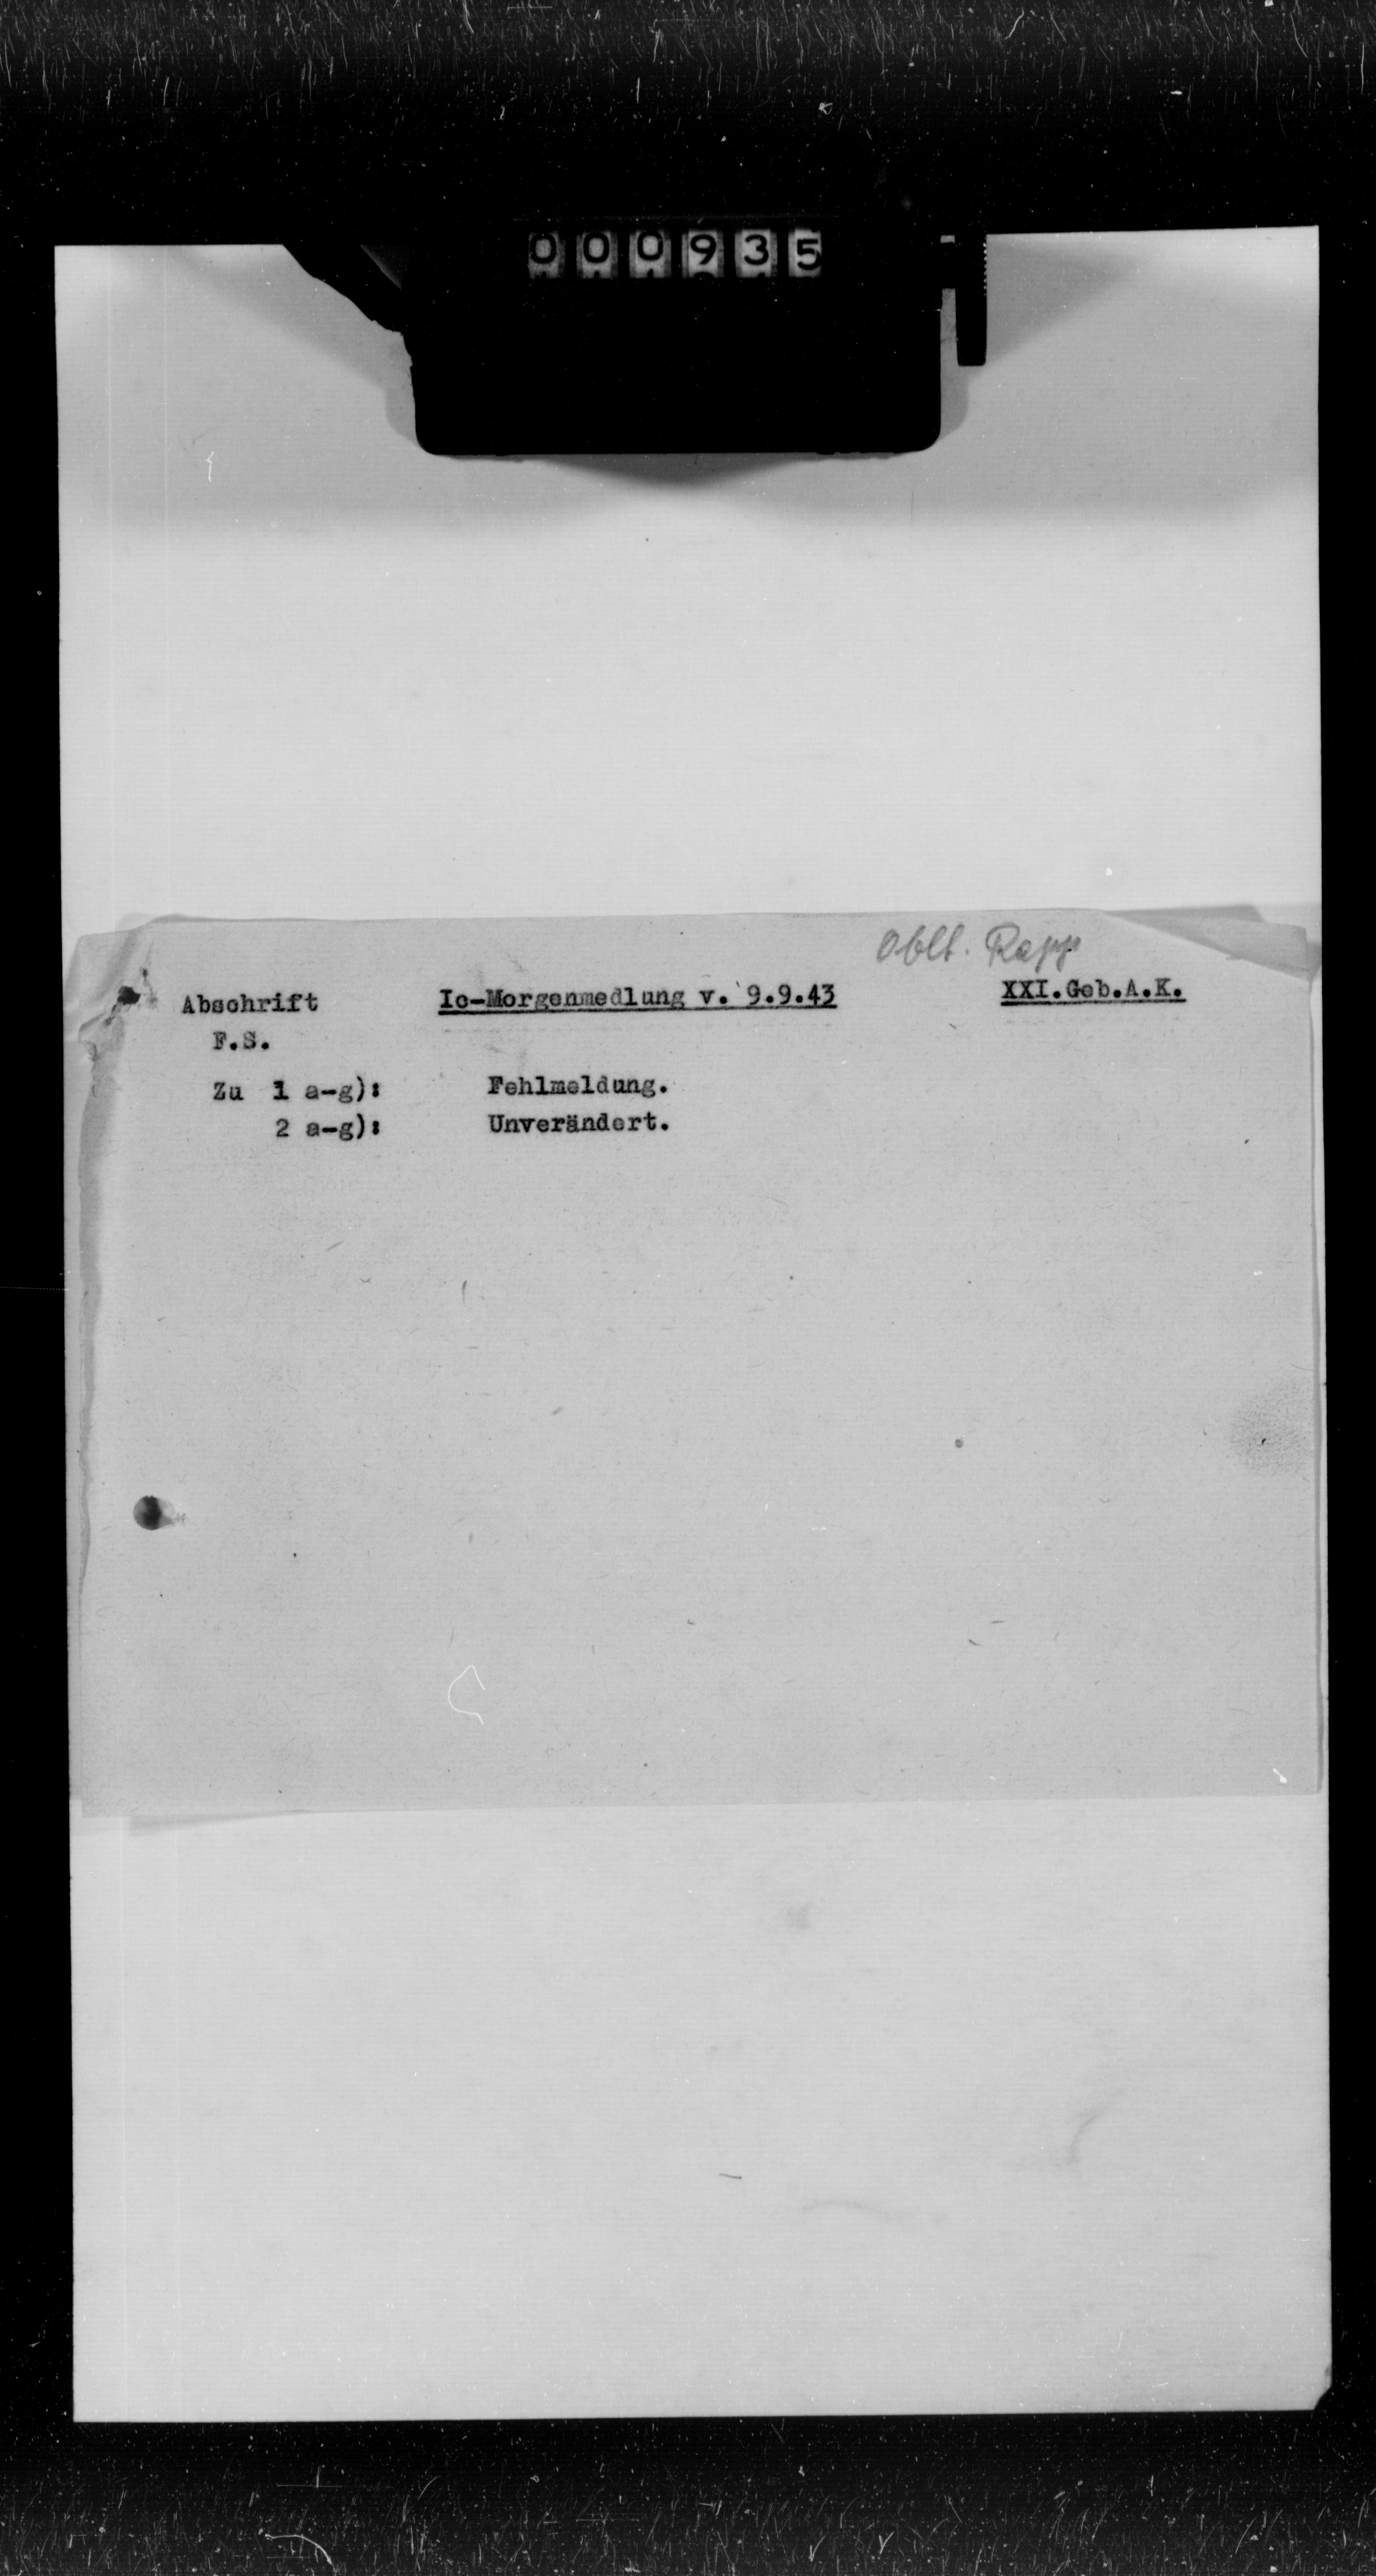 000935
Oblt. Rapp
Abschrift Ic-Morgenmedlung v. 9.9.43 XXI.Geb.A.K.
F.S.
Zu 1 a-g): Fehlmeldung.
2 a-g): Unverändert.